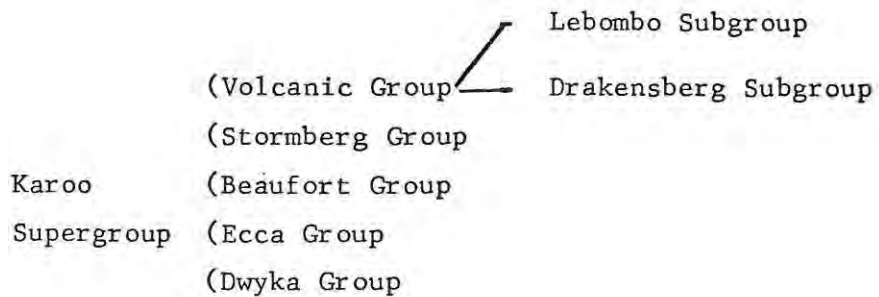 Lebombo Subgroup
(Volcanic Group Drakensberg Subgroup
(Stormberg Group
Karoo (Beaufort Group
Supergroup (Ecca Group
(Dwyka Group